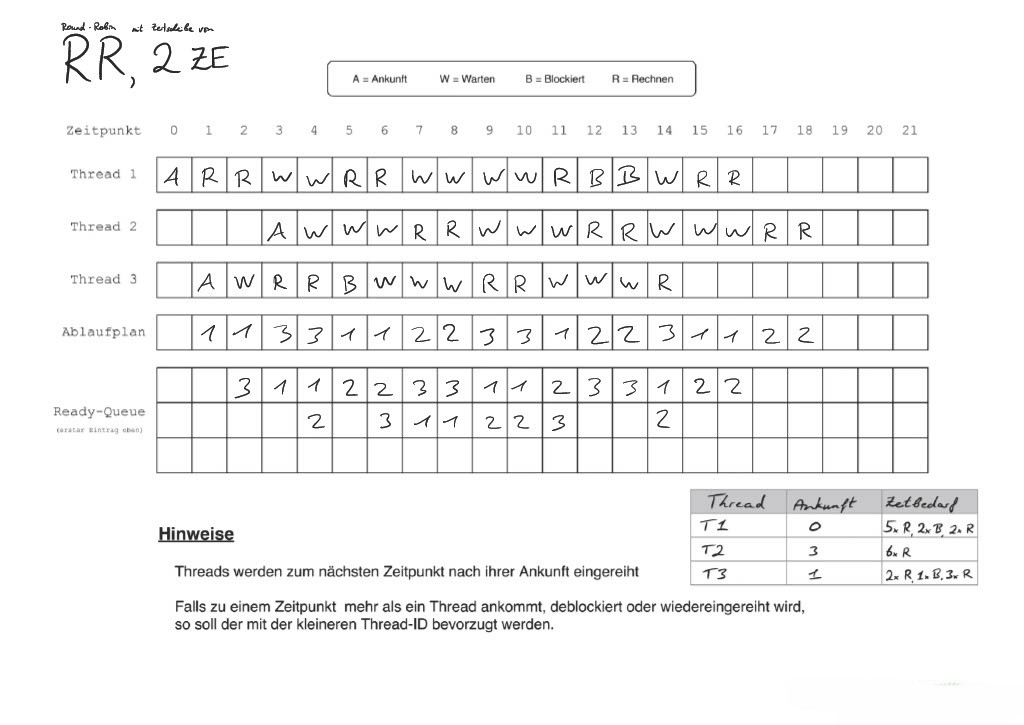 Round-Robin mit Zeitscheibe von
RR, 2 ZE
A = Ankunft W = Warten B = Blockiert R = Rechnen
Zeitpunkt 0 1 2 3 4 5 6 7 8 9 10 11 12 13 14 15 16 17 18 19 20 21
Thread 1 A R R W W R R W W W W R B B W R R
Thread 2 A W W W R R W W W R R W W W R R
Thread 3 A W R R B W W W R R W W W R
Ablaufplan 1 1 3 3 1 1 2 2 3 3 1 2 2 3 1 1 2 2
3 1 1 2 2 3 3 1 1 2 3 3 1 2 2
Ready-Queue 2 3 1 1 2 2 3 2
(erster Eintrag oben)
Thread Ankunft Zeitbedarf
T1 0 5x R, 2x B, 2x R
T2 3 6x R
T3 1 2x R, 1x B, 3x R
Hinweise
Threads werden zum nächsten Zeitpunkt nach ihrer Ankunft eingereiht
Falls zu einem Zeitpunkt mehr als ein Thread ankommt, deblockiert oder wiedereingereiht wird,
so soll der mit der kleineren Thread-ID bevorzugt werden.